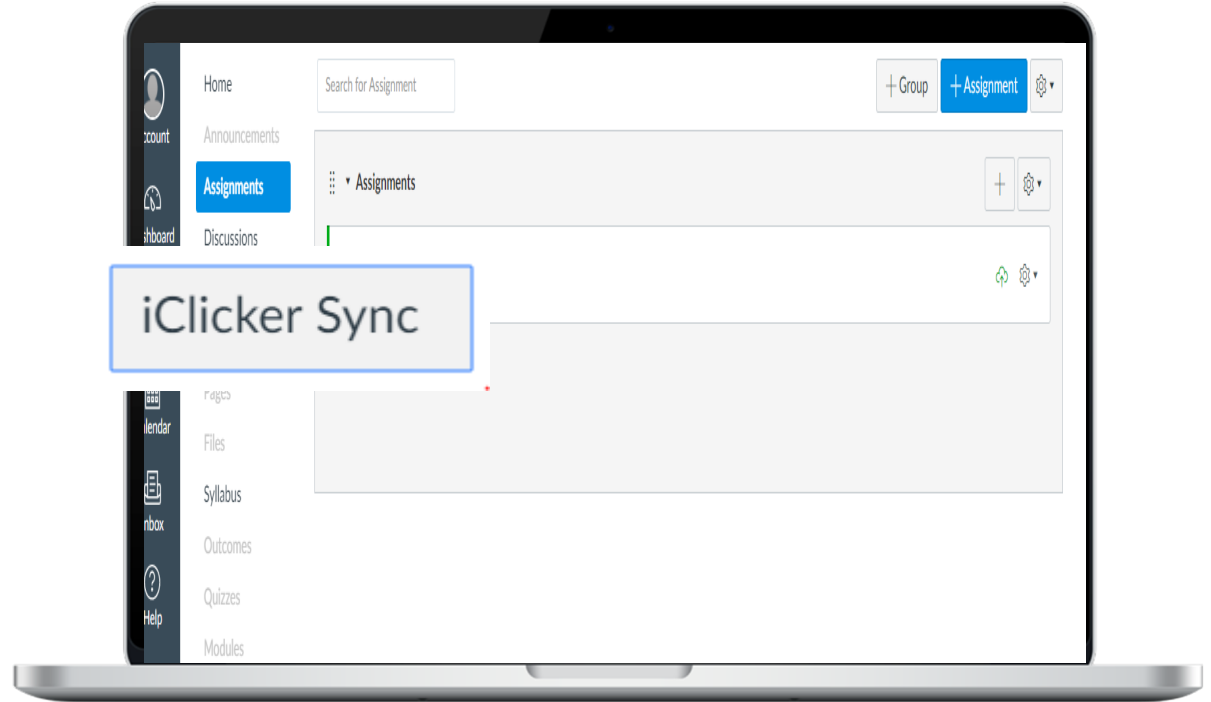 Home
Search for Assignment
+ Group
+ Assignment
ccount
Announcements
Assignments
Assignments
shboard
Discussions
iClicker Sync
Pages
lendar
Files
Syllabus
nbox
Outcomes
Quizzes
Help
Modules